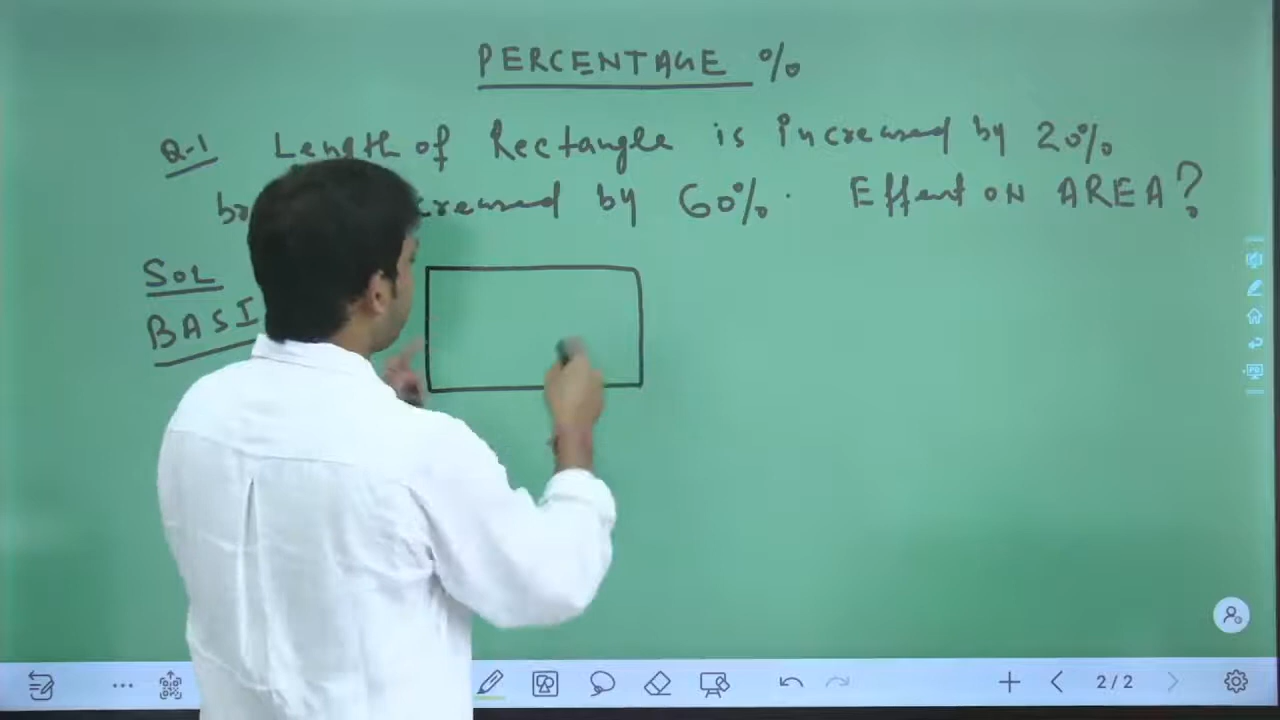 PERCENTAGE %
Q-1 Length of Rectangle is increased by 20%
by 60%. Effect ON AREA?
SOL
BASI
2/2